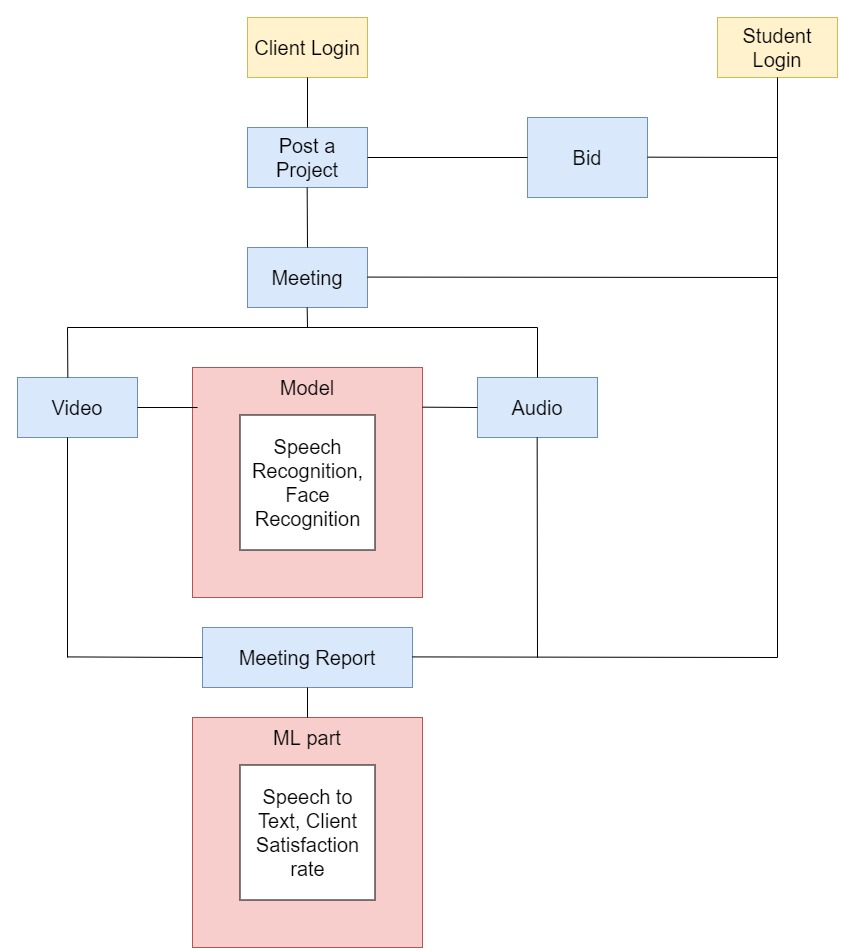 Client Login
Student
Login
Post a
Project
Bid
Meeting
Video
Model
Audio
Speech
Recognition,
Face
Recognition
Meeting Report
ML part
Speech to
Text, Client
Satisfaction
rate